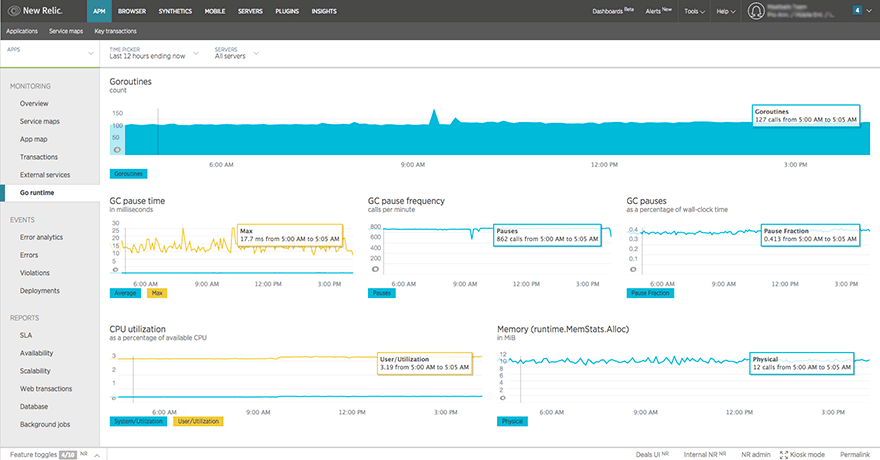 New Relic.
APM BROWSER SYNTHETICS MOBILE SERVERS PLUGINS INSIGHTS
Dashboards Beta Alerts New Tools Help
4
Applications Service maps Key transactions
APPS
TIME PICKER
Last 12 hours ending now
SERVERS
All servers
MONITORING
Overview
Service maps
App map
Transactions
External services
Go runtime
EVENTS
Error analytics
Errors
Violations
Deployments
REPORTS
SLA
Availability
Scalability
Web transactions
Database
Background jobs
Goroutines
count
150
100
50
0
Goroutines
127 calls from 5:00 AM to 5:05 AM
6:00 AM 9:00 AM 12:00 PM 3:00 PM
Goroutines
GC pause time
in milliseconds
30
25
20
15
10
5
0
Max
17.7 ms from 5:00 AM to 5:05 AM
6:00 AM 9:00 AM 12:00 PM 3:00 PM
Average Max
GC pause frequency
calls per minute
800
600
400
200
0
Pauses
862 calls from 5:00 AM to 5:05 AM
6:00 AM 9:00 AM 12:00 PM 3:00 PM
Pauses
GC pauses
as a percentage of wall-clock time
0.4
0.3
0.2
0.1
0
Pause Fraction
0.413 from 5:00 AM to 5:05 AM
6:00 AM 9:00 AM 12:00 PM 3:00 PM
Pause Fraction
CPU utilization
as a percentage of available CPU
3
2
1
0
User/Utilization
3.19 from 5:00 AM to 5:05 AM
6:00 AM 9:00 AM 12:00 PM 3:00 PM
System/Utilization User/Utilization
Memory (runtime.MemStats.Alloc)
in MiB
12
10
8
6
4
2
0
Physical
12 calls from 5:00 AM to 5:05 AM
6:00 AM 9:00 AM 12:00 PM 3:00 PM
Physical
Feature toggles 4/10 NR
Deals UI NR Internal NR NR NR admin Kiosk mode Permalink